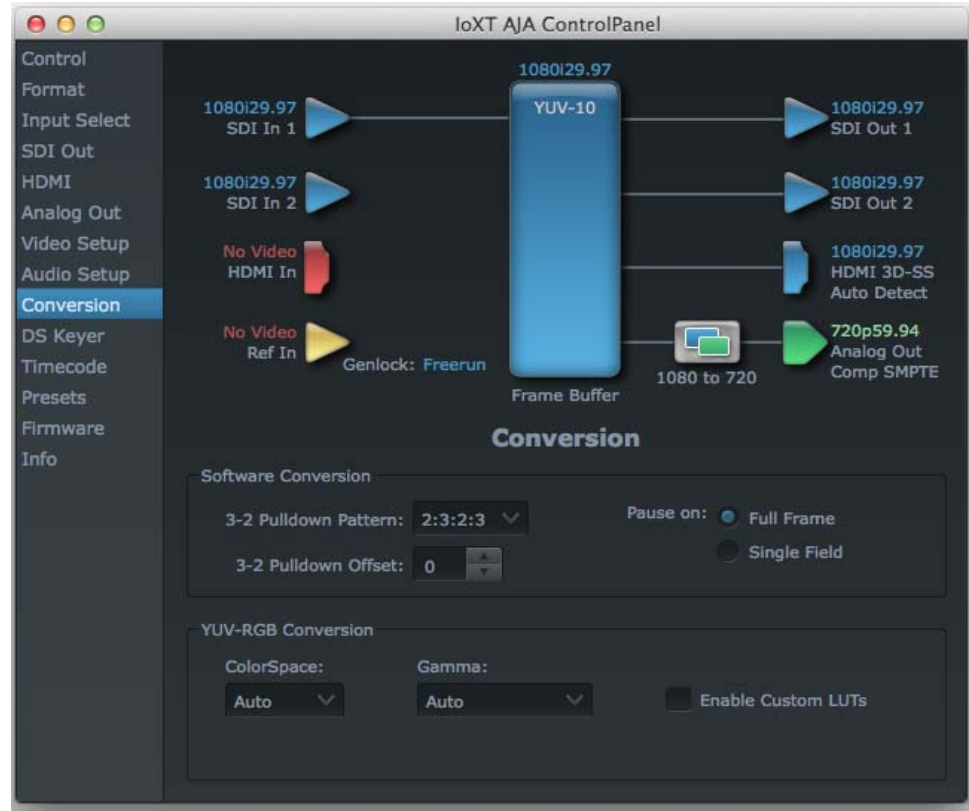 IoXT AJA ControlPanel
Control
Format
Input Select
SDI Out
HDMI
Analog Out
Video Setup
Audio Setup
Conversion
DS Keyer
Timecode
Presets
Firmware
Info
1080i29.97
YUV-10
Frame Buffer
1080i29.97
SDI In 1
1080i29.97
SDI In 2
No Video
HDMI In
No Video
Ref In
Genlock: Freerun
1080i29.97
SDI Out 1
1080i29.97
SDI Out 2
1080i29.97
HDMI 3D-SS
Auto Detect
1080 to 720
720p59.94
Analog Out
Comp SMPTE
Conversion
Software Conversion
3-2 Pulldown Pattern: 2:3:2:3
3-2 Pulldown Offset: 0
Pause on: Full Frame
Single Field
YUV-RGB Conversion
ColorSpace:
Auto
Gamma:
Auto
Enable Custom LUTs